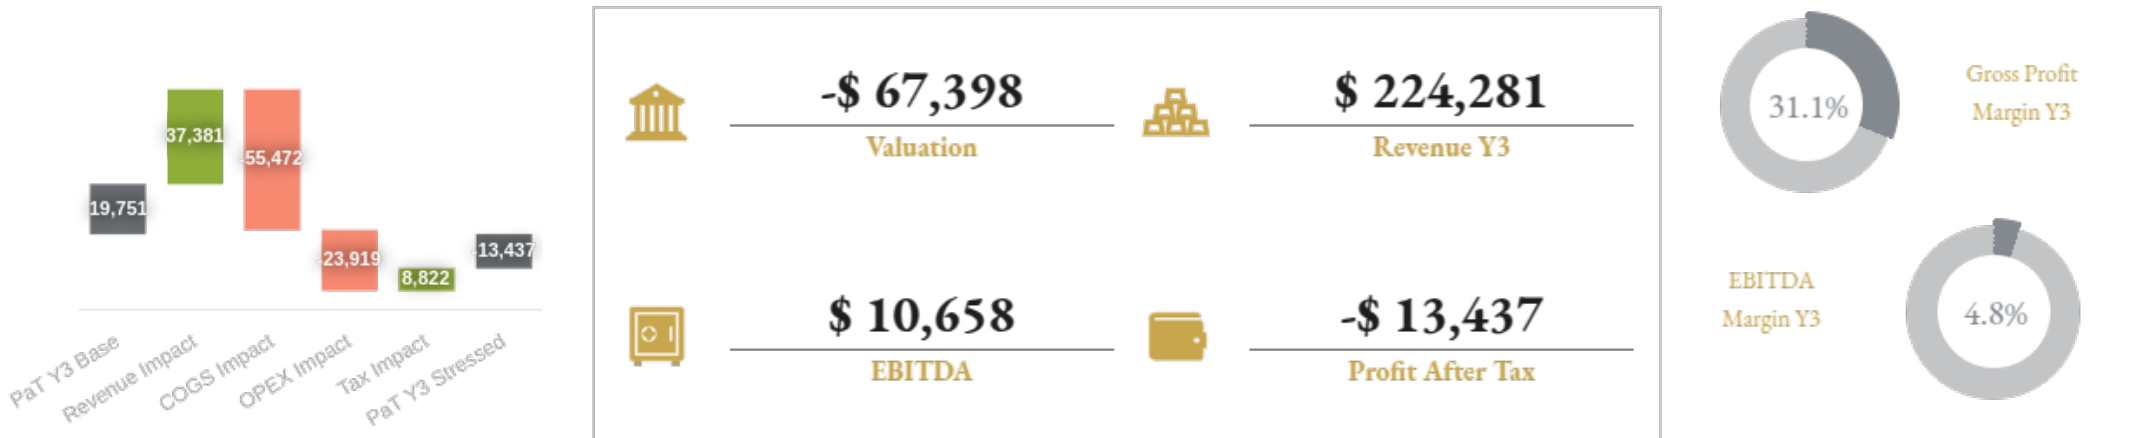 37,381
-55,472
19,751
-23,919
8,822
-13,437
PaT Y3 Base
Revenue Impact
COGS Impact
OPEX Impact
Tax Impact
PaT Y3 Stressed
-$ 67,398
Valuation
$ 224,281
Revenue Y3
$ 10,658
EBITDA
-$ 13,437
Profit After Tax
31.1%
Gross Profit
Margin Y3
EBITDA
Margin Y3
4.8%